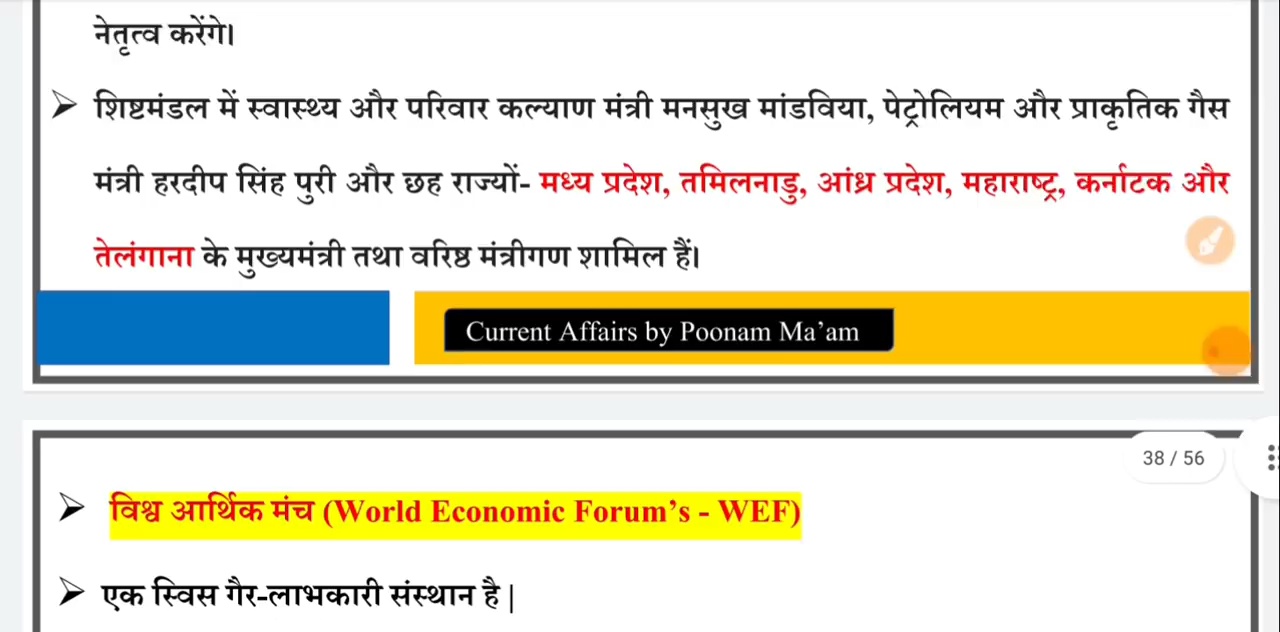 नेतृत्व करेंगे।
➢ शिष्टमंडल में स्वास्थ्य और परिवार कल्याण मंत्री मनसुख मांडविया, पेट्रोलियम और प्राकृतिक गैस
मंत्री हरदीप सिंह पुरी और छह राज्यों- मध्य प्रदेश, तमिलनाडु, आंध्र प्रदेश, महाराष्ट्र, कर्नाटक और
तेलंगाना के मुख्यमंत्री तथा वरिष्ठ मंत्रीगण शामिल हैं।
Current Affairs by Poonam Ma’am
38 / 56
➢ विश्व आर्थिक मंच (World Economic Forum’s - WEF)
➢ एक स्विस गैर-लाभकारी संस्थान है |